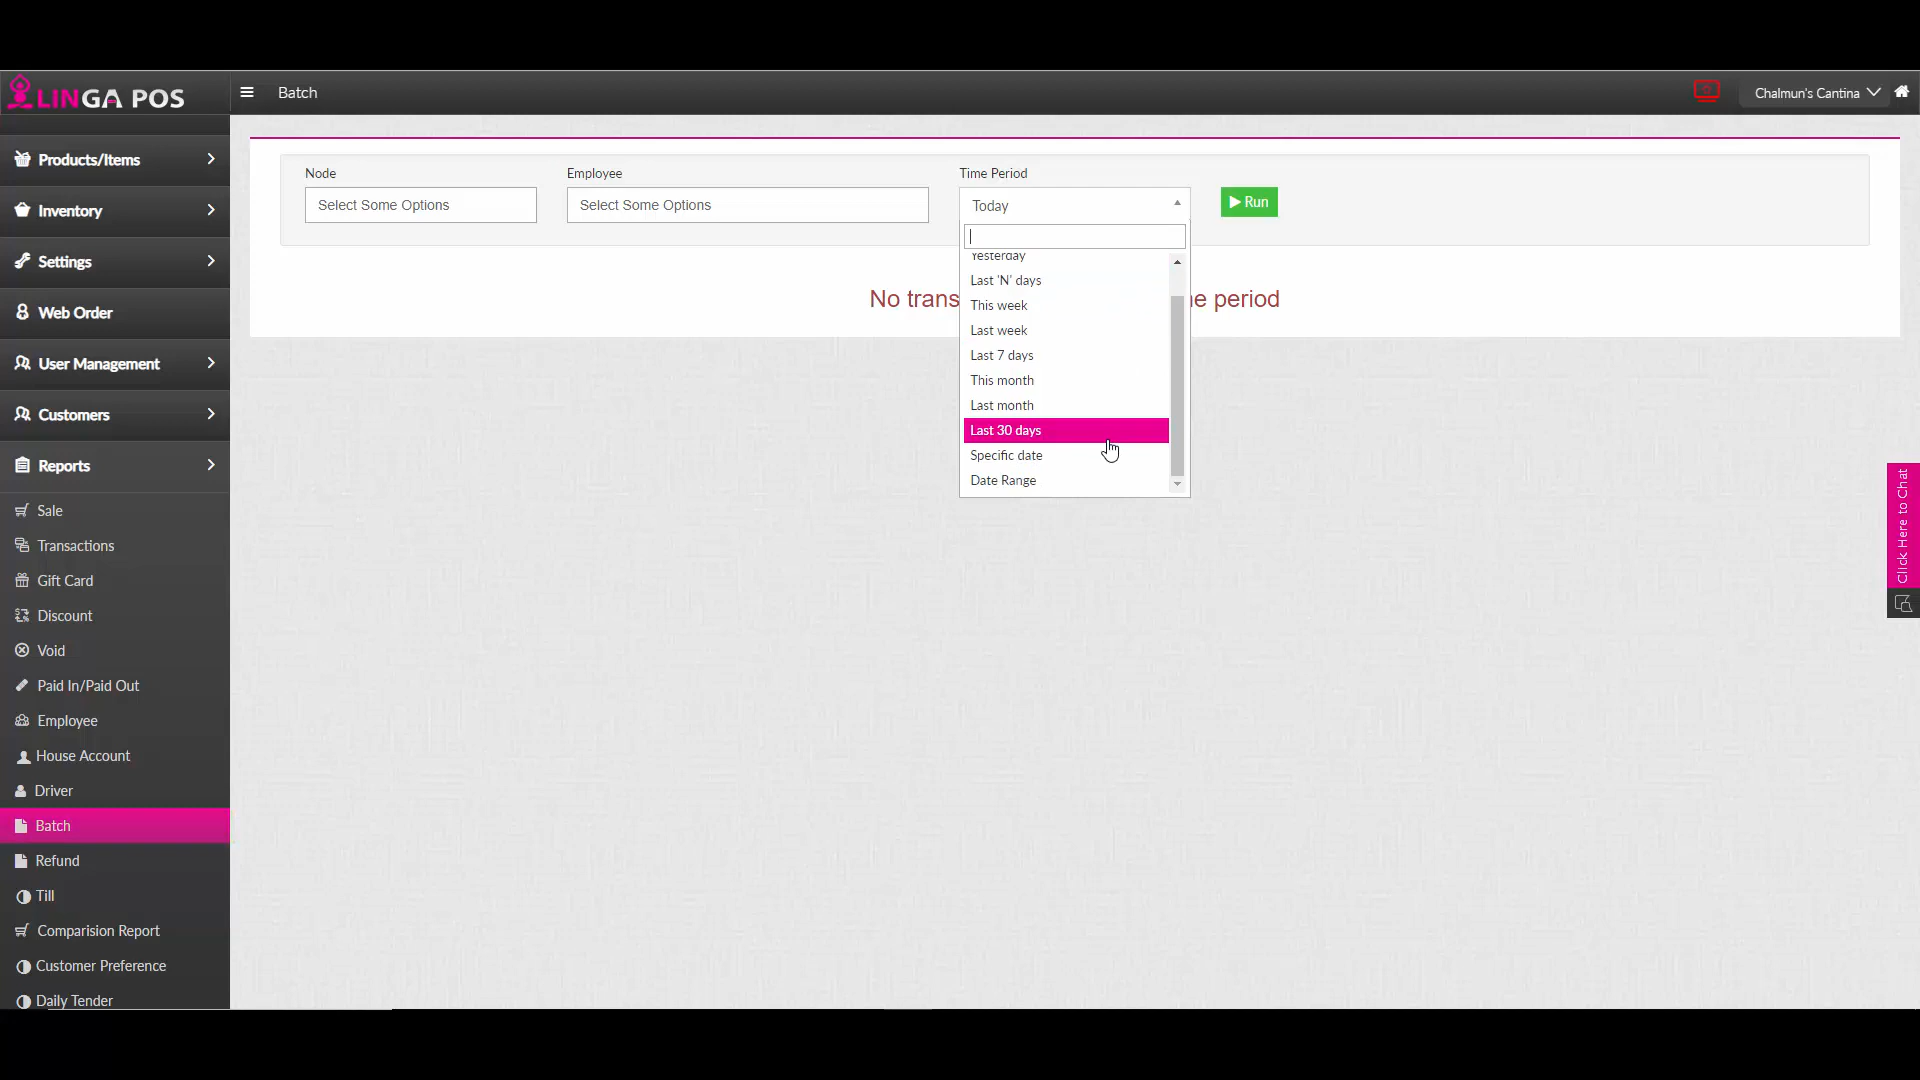 LINGA POS
Batch
Chalmun's Cantina
Products/Items
Inventory
Settings
Web Order
User Management
Customers
Reports
Sale
Transactions
Gift Card
Discount
Void
Paid In/Paid Out
Employee
House Account
Driver
Batch
Refund
Till
Comparision Report
Customer Preference
Daily Tender
Node
Select Some Options
Employee
Select Some Options
Time Period
Today
Run
Yesterday
Last 'N' days
This week
Last week
Last 7 days
This month
Last month
Last 30 days
Specific date
Date Range
No trans
e period
Click Here to Chat